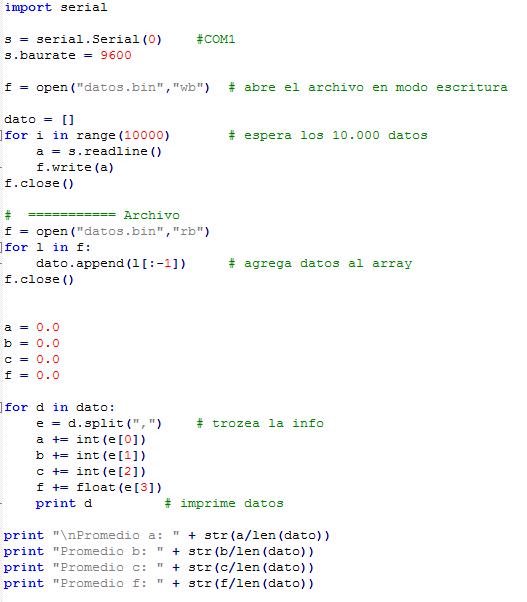 import serial
s = serial.Serial(0)    #COM1
s.baurate = 9600
f = open("datos.bin","wb")  # abre el archivo en modo escritura
dato = []
for i in range(10000)       # espera los 10.000 datos
    a = s.readline()
    f.write(a)
f.close()
#  =========== Archivo
f = open("datos.bin","rb")
for l in f:
    dato.append(l[:-1])     # agrega datos al array
f.close()
a = 0.0
b = 0.0
c = 0.0
f = 0.0
for d in dato:
    e = d.split(",")    # trozea la info
    a += int(e[0])
    b += int(e[1])
    c += int(e[2])
    f += float(e[3])
    print d         # imprime datos
print "\nPromedio a: " + str(a/len(dato))
print "Promedio b: " + str(b/len(dato))
print "Promedio c: " + str(c/len(dato))
print "Promedio f: " + str(f/len(dato))